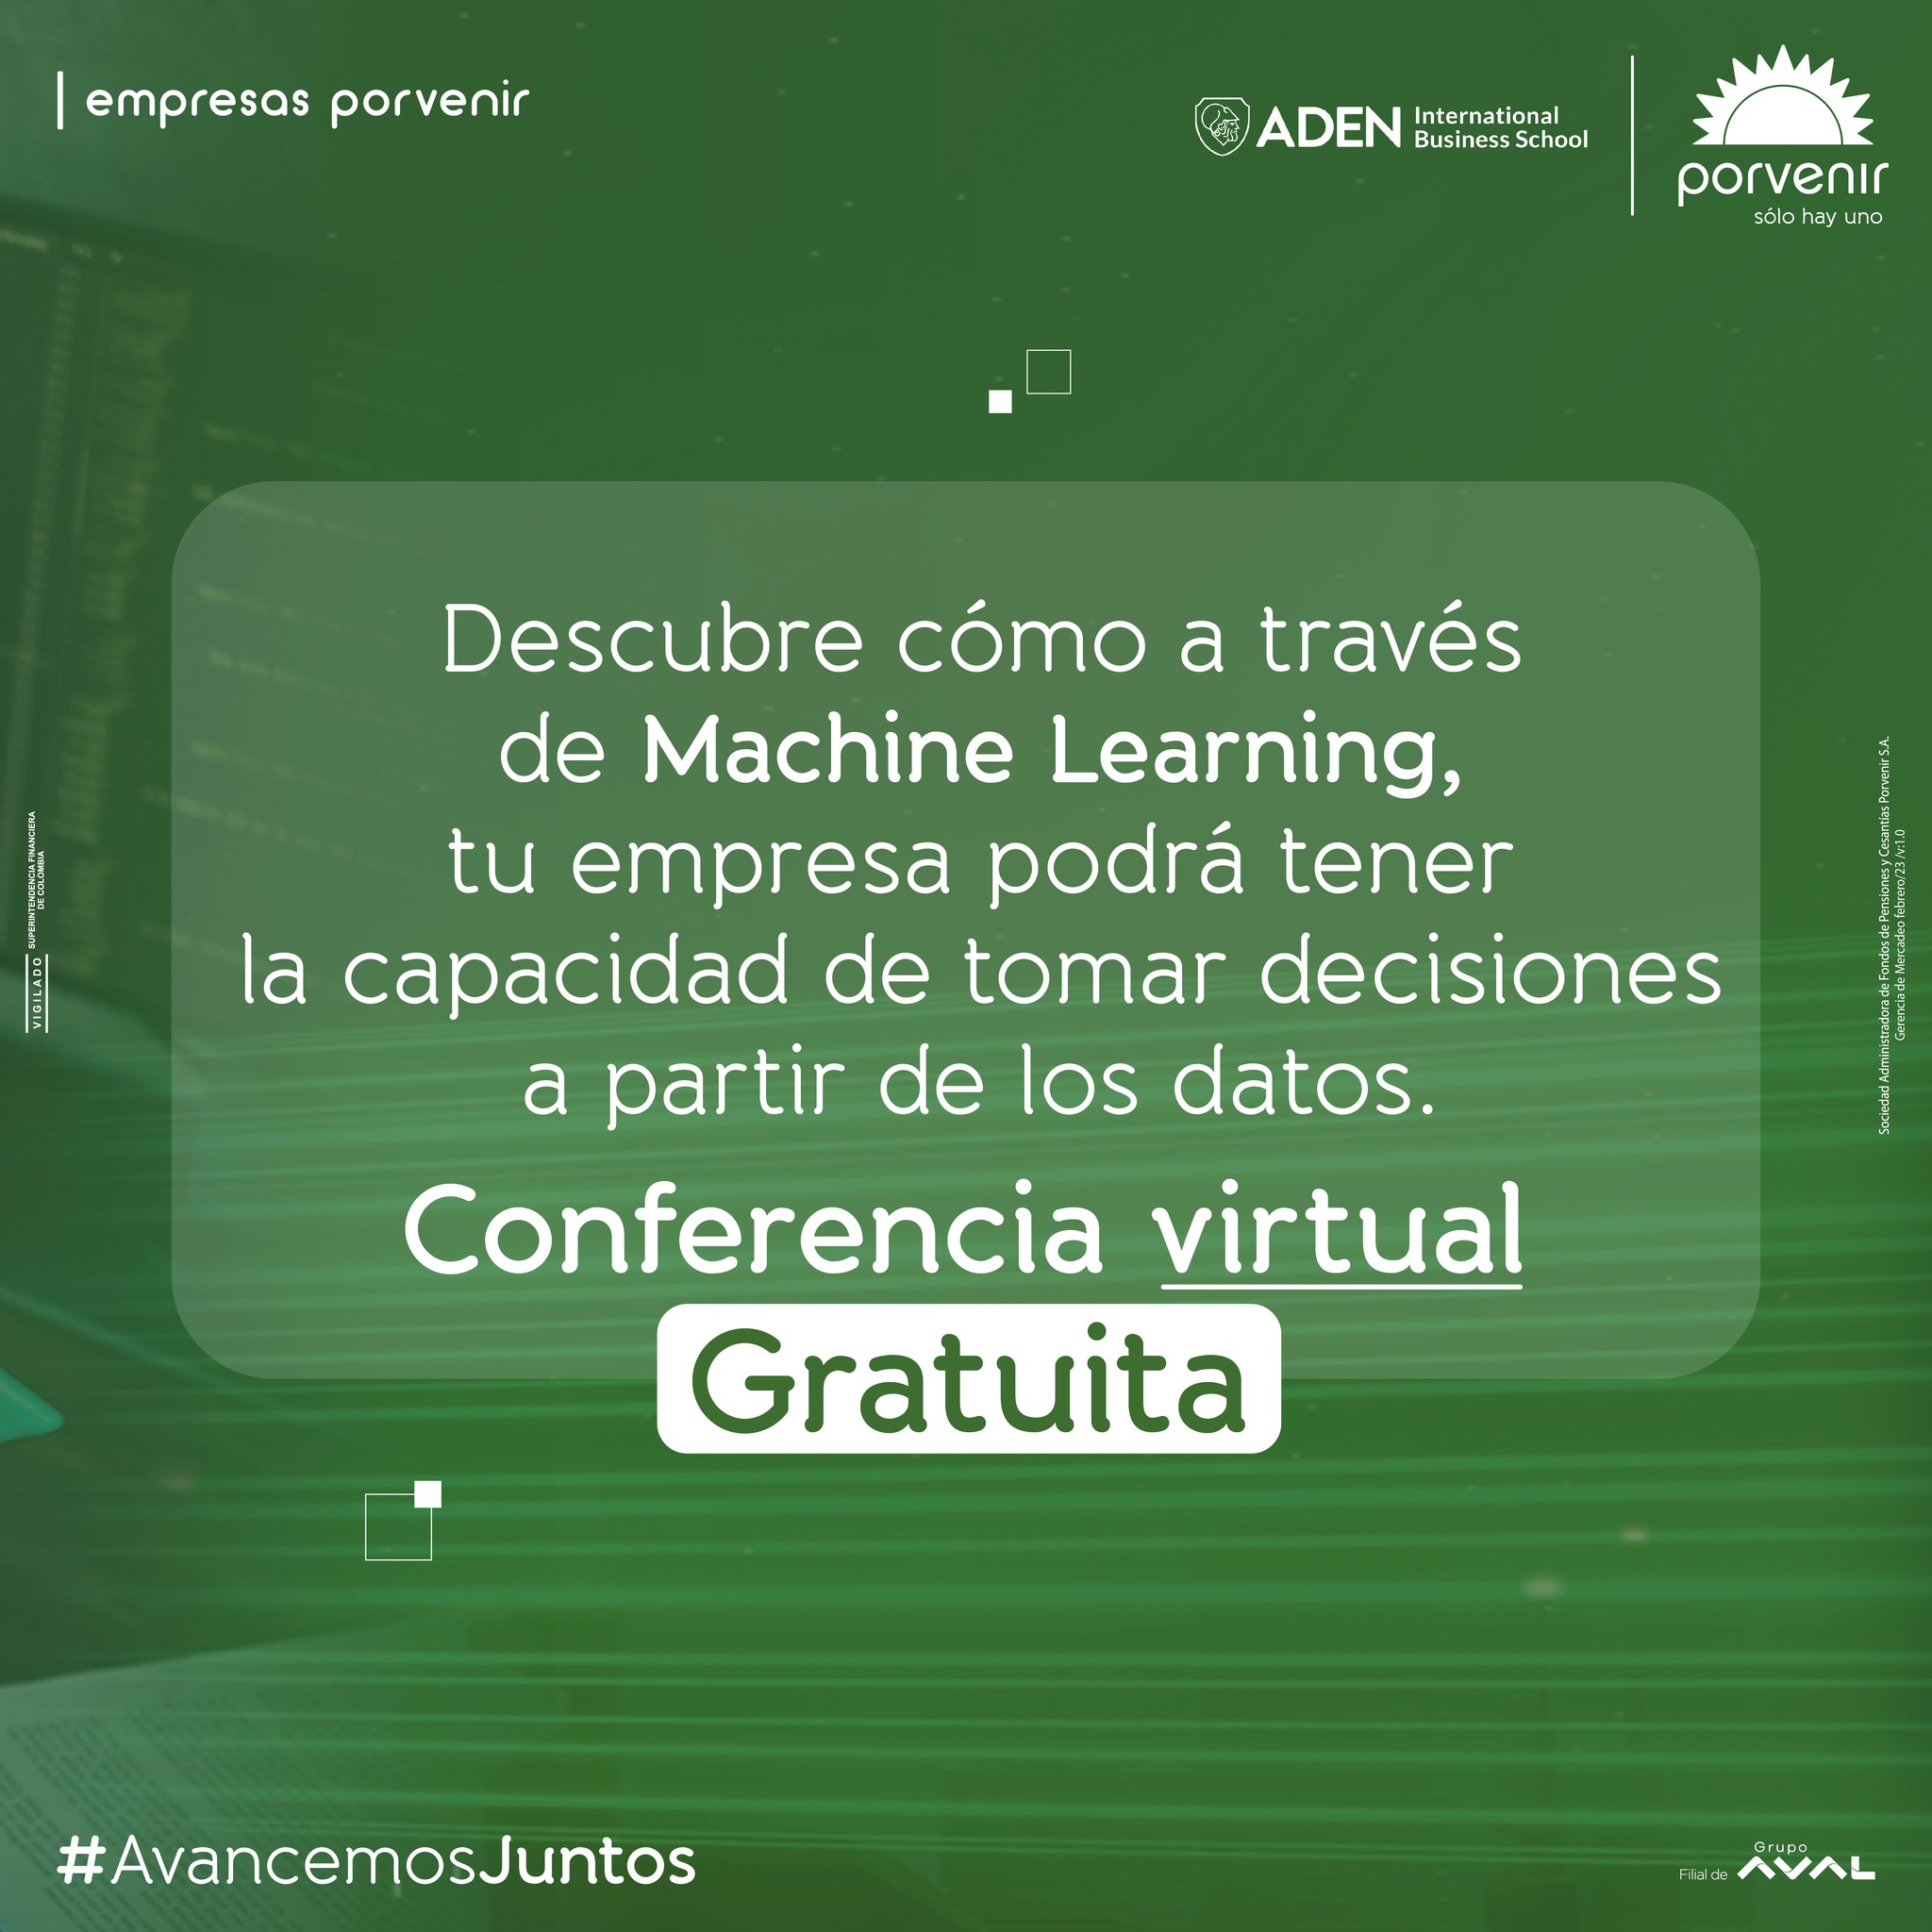 empresas porvenir
ADEN International
Business School
porvenir
sólo hay uno
Descubre cómo a través
de Machine Learning,
tu empresa podrá tener
la capacidad de tomar decisiones
a partir de los datos.
Conferencia virtual
Gratuita
VIGILADO SUPERINTENDENCIA FINANCIERA
DE COLOMBIA
Sociedad Administradora de Fondos de Pensiones y Cesantías Porvenir S.A.
Gerencia de Mercadeo febrero/23 /v:1.0
#AvancemosJuntos
Grupo
Filial de AVAL